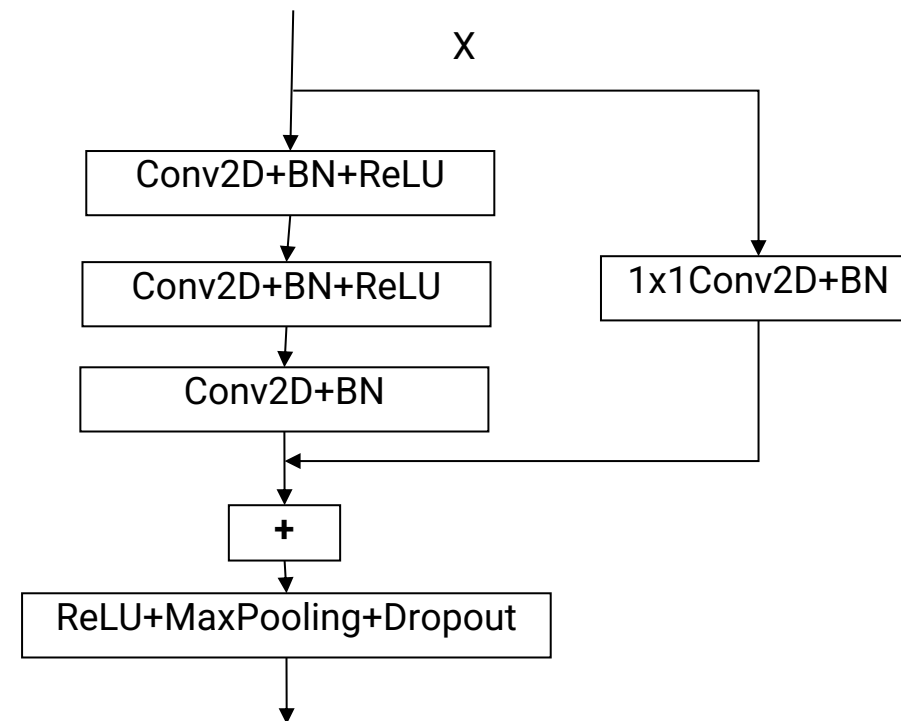 X
Conv2D+BN+ReLU
Conv2D+BN+ReLU
1x1Conv2D+BN
Conv2D+BN
+
ReLU+MaxPooling+Dropout